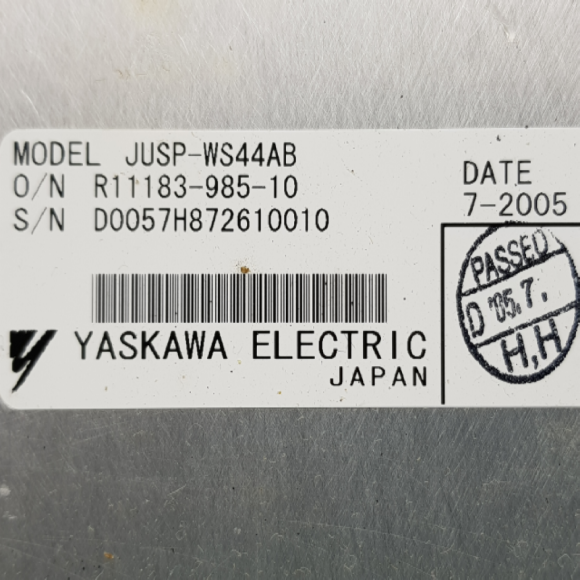 MODEL JUSP-WS44AB
O/N R11183-985-10
S/N D0057H872610010
DATE
7-2005
PASSED
D '05.7.
H,H
YASKAWA ELECTRIC
JAPAN